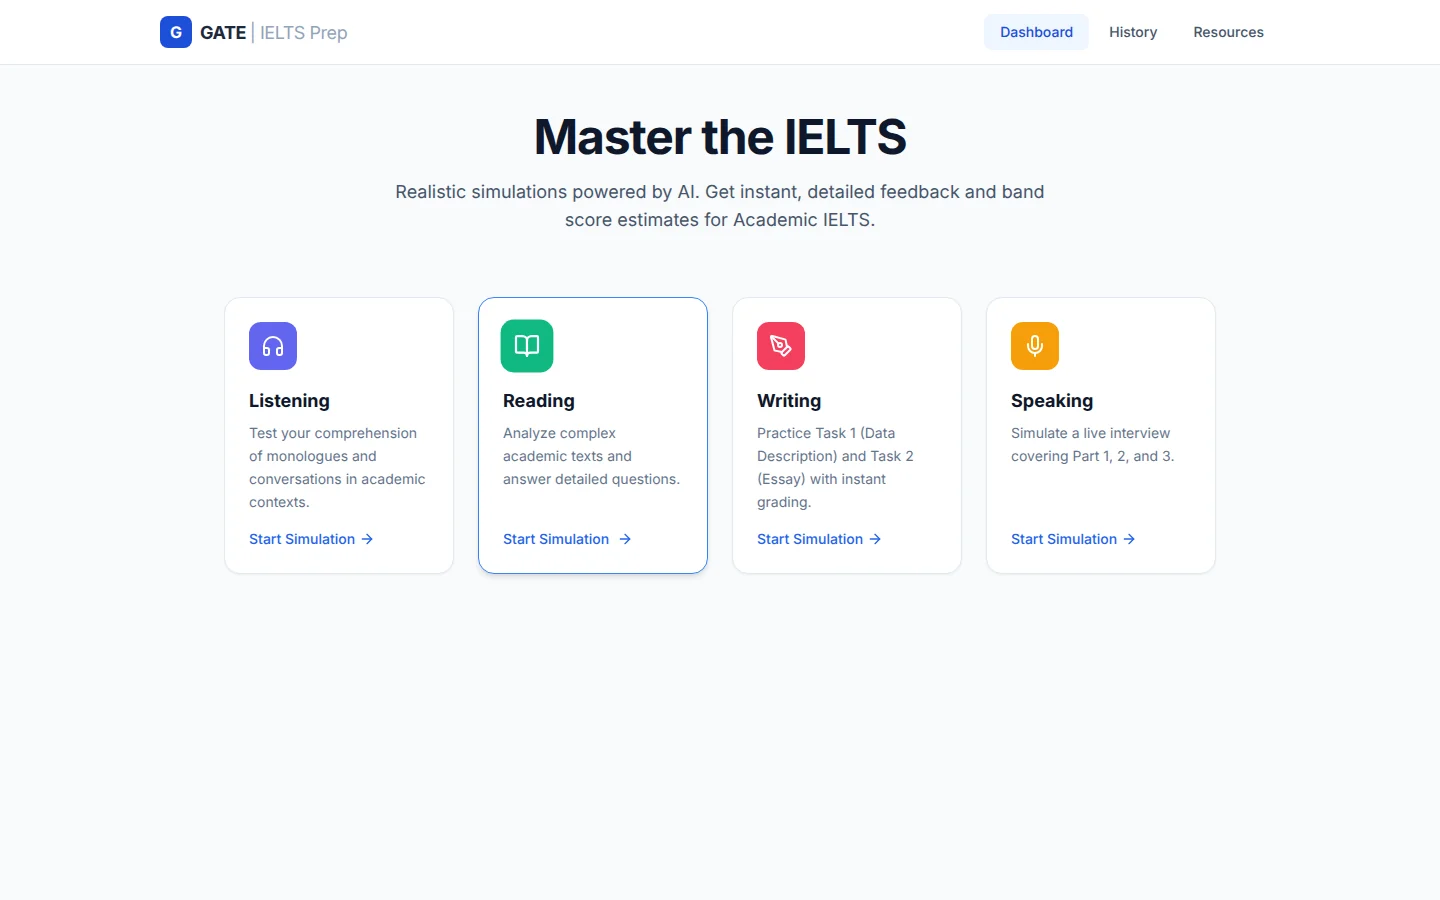 G GATE | IELTS Prep
Dashboard
History
Resources
Master the IELTS
Realistic simulations powered by AI. Get instant, detailed feedback and band
score estimates for Academic IELTS.
Listening
Test your comprehension
of monologues and
conversations in academic
contexts.
Start Simulation →
Reading
Analyze complex
academic texts and
answer detailed questions.
Start Simulation →
Writing
Practice Task 1 (Data
Description) and Task 2
(Essay) with instant
grading.
Start Simulation →
Speaking
Simulate a live interview
covering Part 1, 2, and 3.
Start Simulation →